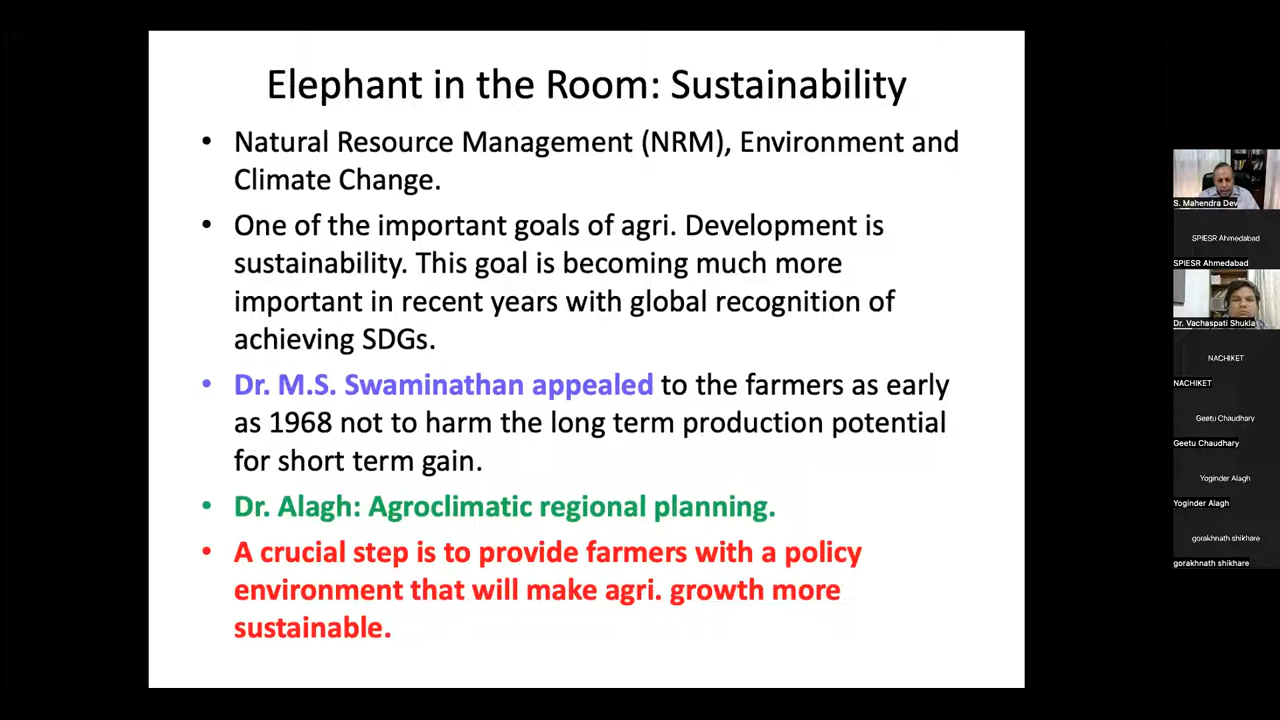 Elephant in the Room: Sustainability
• Natural Resource Management (NRM), Environment and
Climate Change.
• One of the important goals of agri. Development is
sustainability. This goal is becoming much more
important in recent years with global recognition of
achieving SDGs.
• Dr. M.S. Swaminathan appealed to the farmers as early
as 1968 not to harm the long term production potential
for short term gain.
• Dr. Alagh: Agroclimatic regional planning.
• A crucial step is to provide farmers with a policy
environment that will make agri. growth more
sustainable.
S. Mahendra Dev
SPIESR Ahmedabad
SPIESR Ahmedabad
Dr. Vachaspati Shukla
NACHIKET
NACHIKET
Geetu Chaudhary
Geetu Chaudhary
Yoginder Alagh
Yoginder Alagh
gorakhnath shikhare
gorakhnath shikhare